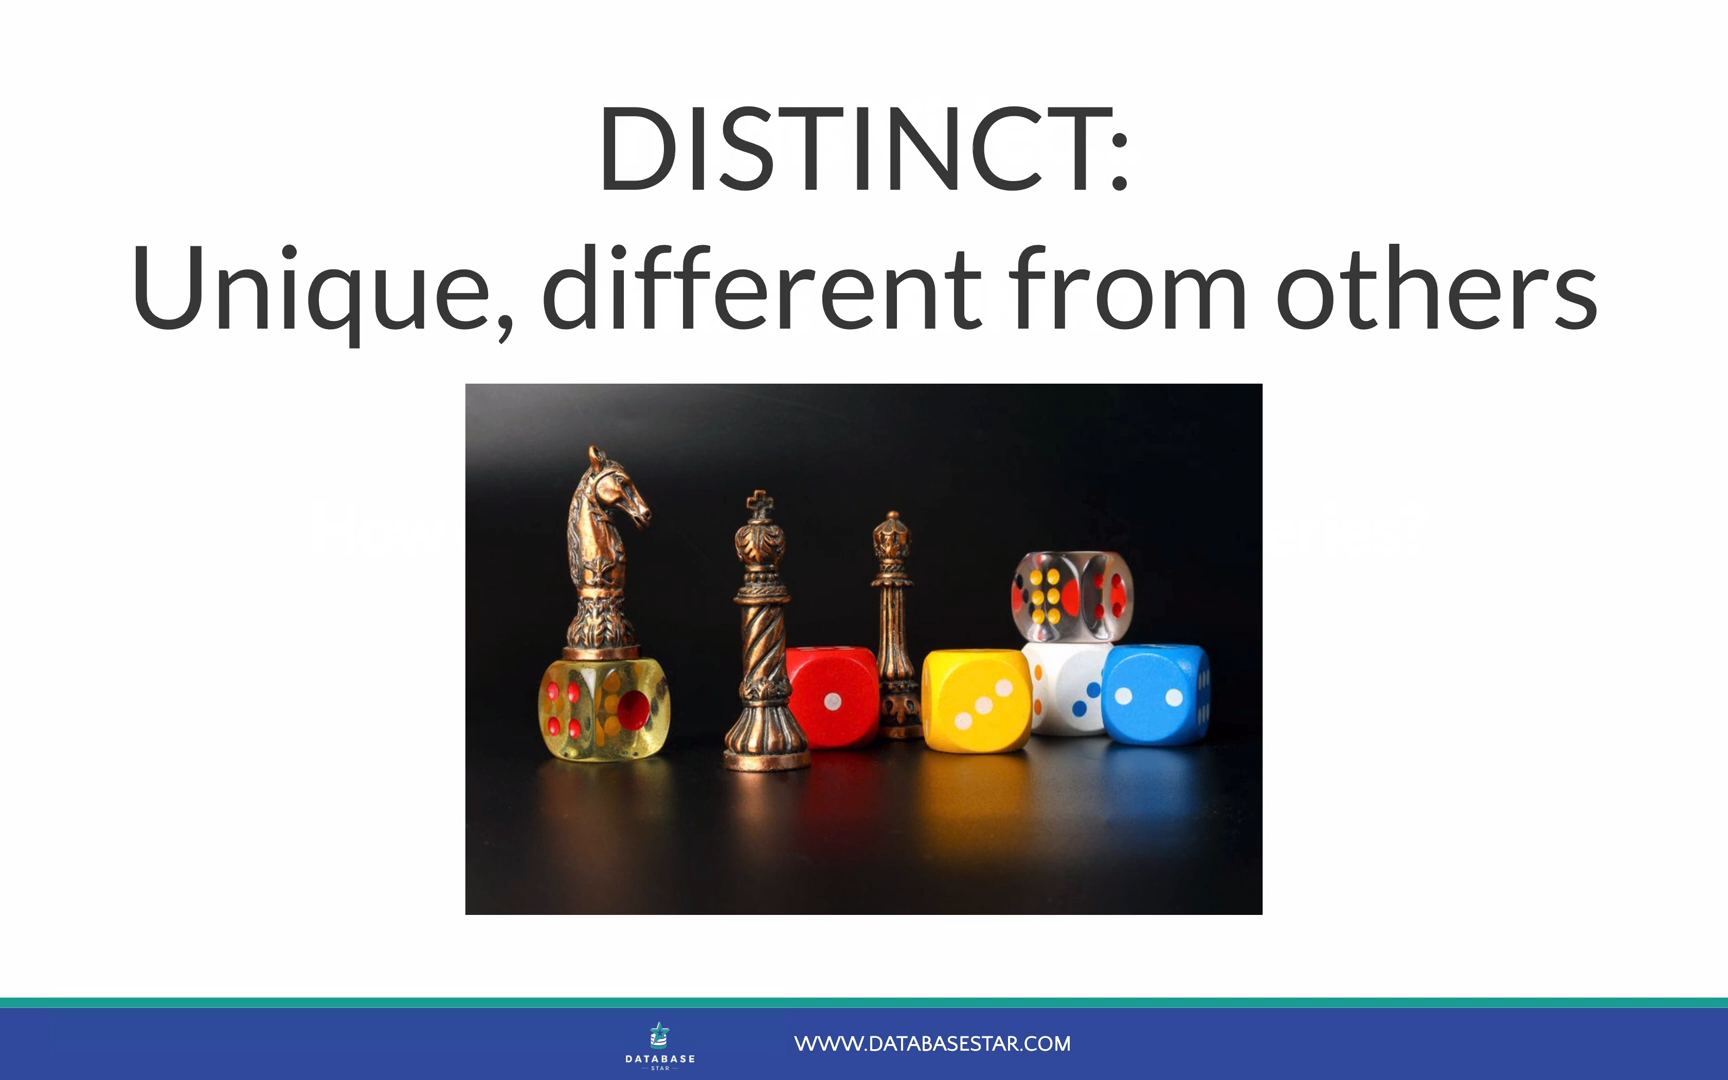 DISTINCT:
Unique, different from others
DATABASE
STAR
WWW.DATABASESTAR.COM